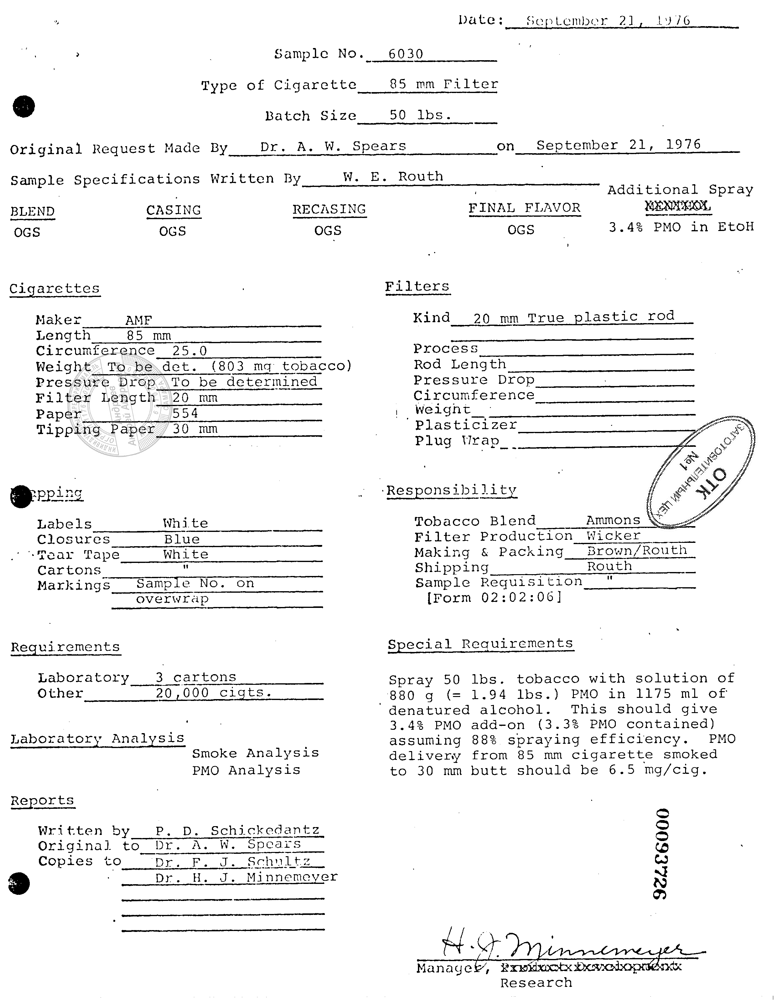 Date: September 21, 1976
Sample No. 6030
Type of Cigarette 85 mm Filter
Batch Size 50 lbs.
Original Request Made By Dr. A. W. Spears on September 21, 1976
Sample Specifications Written By W. E. Routh
Additional Spray
BLEND CASING RECASING FINAL FLAVOR
OGS OGS OGS OGS 3.4% PMO in EtOH
Cigarettes
Maker AMF
Length 85 mm
Circumference 25.0
Weight To be det. (803 mg tobacco)
Pressure Drop To be determined
Filter Length 20 mm
Paper 554
Tipping Paper 30 mm
Filters
Kind 20 mm True plastic rod
Process
Rod Length
Pressure Drop
Circumference
Weight
Plasticizer
Plug Wrap
ЗАГОТОВИТЕЛЬНЫЙ ЦЕХ
ОТК
№1
pping
Labels White
Closures Blue
Tear Tape White
Cartons "
Markings Sample No. on
overwrap
Responsibility
Tobacco Blend Ammons
Filter Production Wicker
Making & Packing Brown/Routh
Shipping Routh
Sample Requisition "
[Form 02:02:06]
Requirements
Laboratory 3 cartons
Other 20,000 cigts.
Laboratory Analysis
Smoke Analysis
PMO Analysis
Special Requirements
Spray 50 lbs. tobacco with solution of
880 g (= 1.94 lbs.) PMO in 1175 ml of
denatured alcohol. This should give
3.4% PMO add-on (3.3% PMO contained)
assuming 88% spraying efficiency. PMO
delivery from 85 mm cigarette smoked
to 30 mm butt should be 6.5 mg/cig.
Reports
Written by P. D. Schickedantz
Original to Dr. A. W. Spears
Copies to Dr. F. J. Schultz
Dr. H. J. Minnemeyer
00093726
H. J. Minnemeyer
Manager,
Research